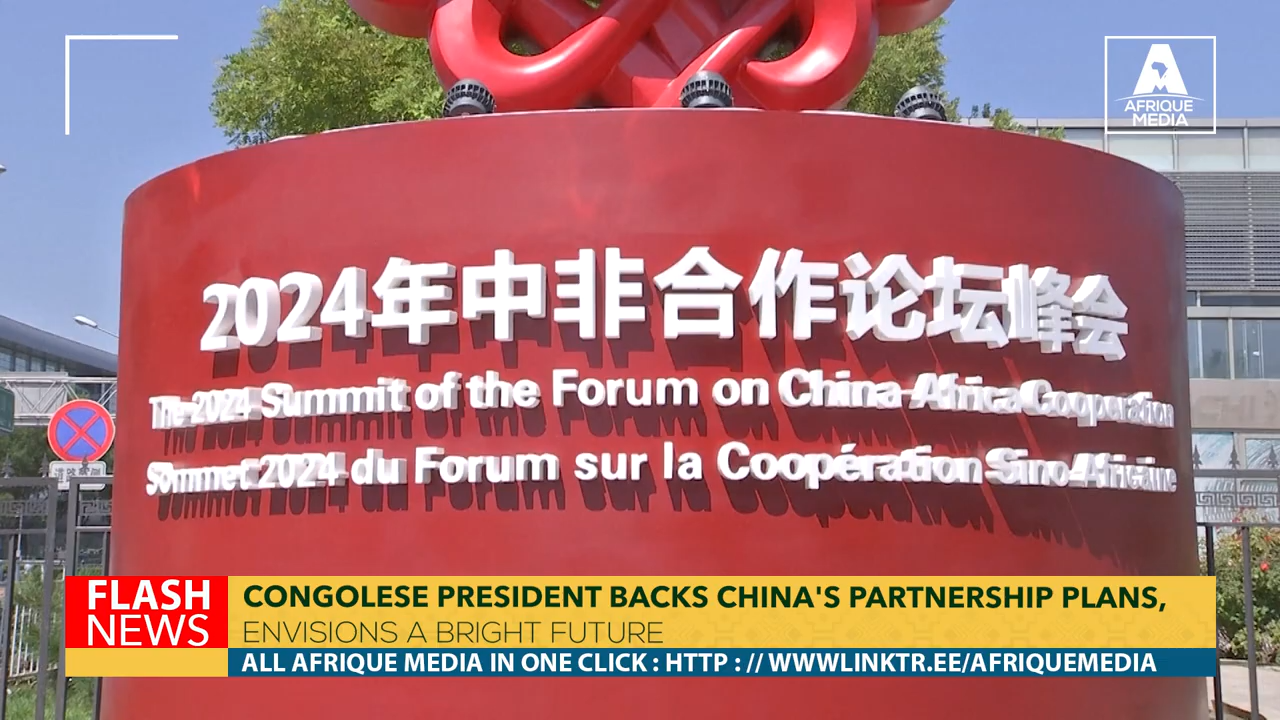 AFRIQUE
MEDIA
2024年中非合作论坛峰会
The 2024 Summit of the Forum on China-Africa Cooperation
Sommet 2024 du Forum sur la Coopération Sino-Africaine
FLASH
NEWS
CONGOLESE PRESIDENT BACKS CHINA'S PARTNERSHIP PLANS,
ENVISIONS A BRIGHT FUTURE
ALL AFRIQUE MEDIA IN ONE CLICK : HTTP : // WWWLINKTR.EE/AFRIQUEMEDIA